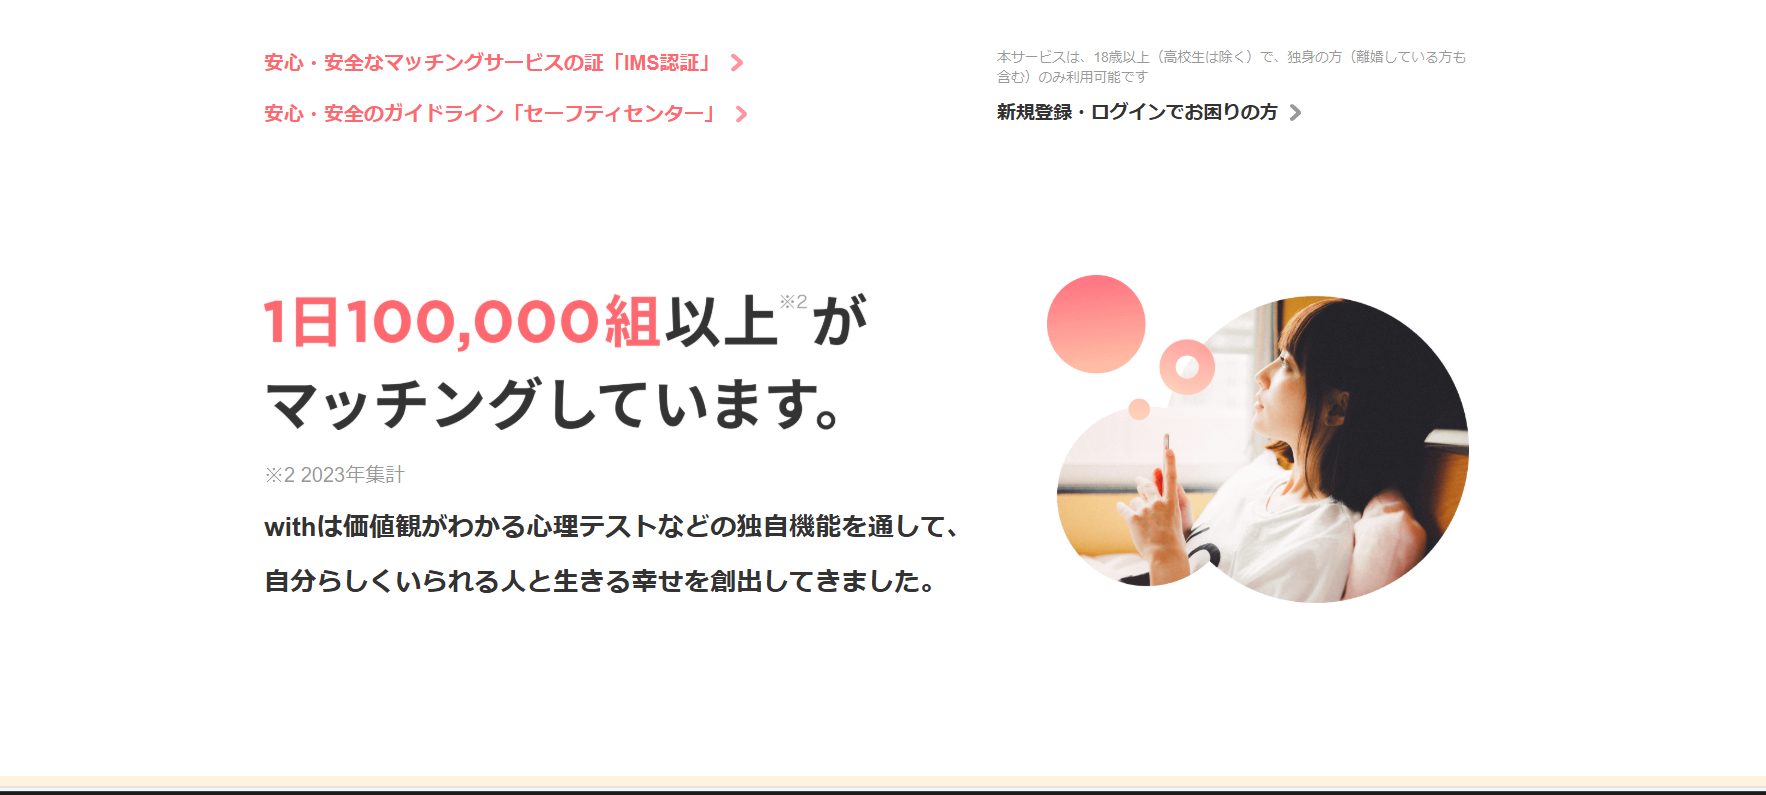 安心・安全なマッチングサービスの証「IMS認証」
安心・安全のガイドライン「セーフティセンター」
本サービスは、18歳以上（高校生は除く）で、独身の方（離婚している方も
含む）のみ利用可能です
新規登録・ログインでお困りの方
1日100,000組以上※2が
マッチングしています。
※2 2023年集計
withは価値観がわかる心理テストなどの独自機能を通して、
自分らしくいられる人と生きる幸せを創出してきました。